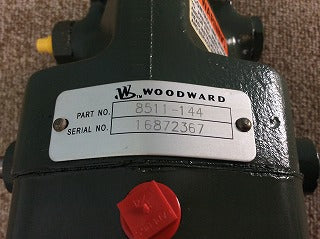 WOODWARD
PART NO. 8511-144
SERIAL NO. 16872367